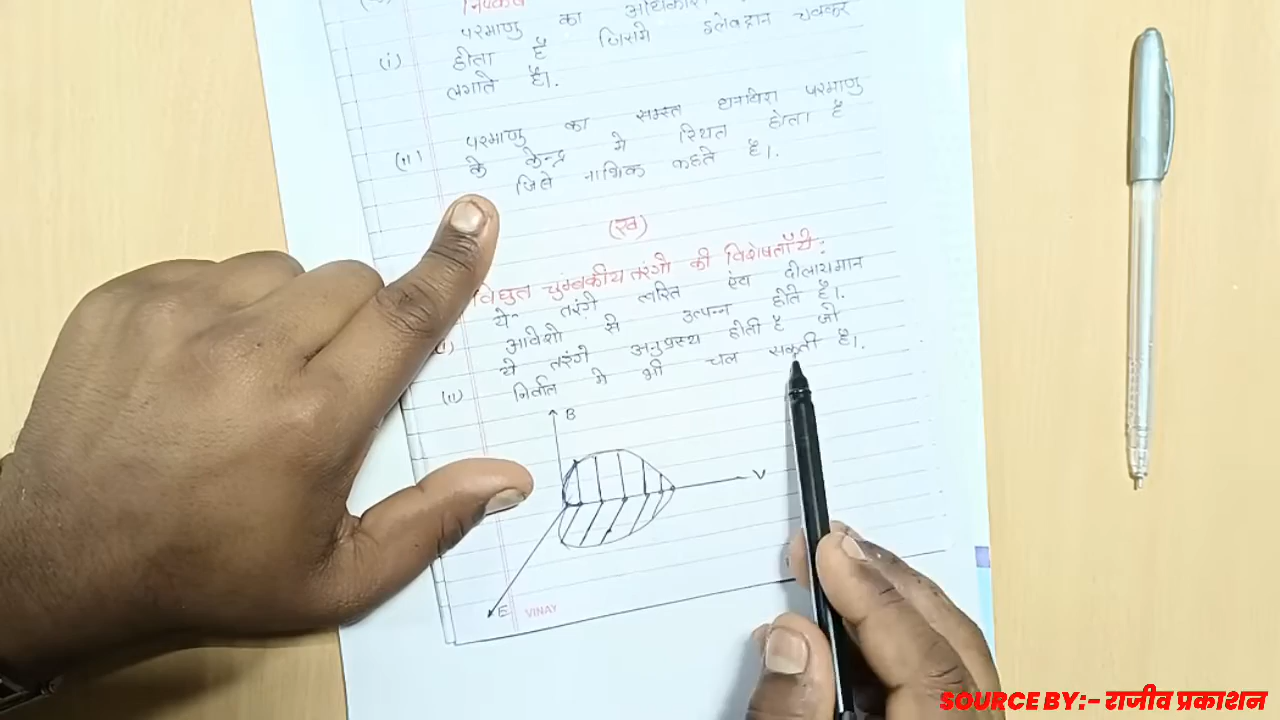 निष्कर्ष
परमाणु का अधिकांश
(i) होता है जिसमे इलेक्ट्रान चक्कर
लगाते है।.
परमाणु का समस्त धनावेश परमाणु
(ii) के केन्द्र मे स्थित होता है
जिसे नाभिक कहते है।.
(ख)
विधुत चुम्बकीय तरंगो की विशेषताँये:
ये तरंगे त्वरित एंव दोलायमान
(i) आवेशो से उत्पन्न होते है।.
ये तरंगे अनुप्रस्थ होती है जो
(ii) निर्वात मे भी चल सकती है।.
B
V
E
VINAY
SOURCE BY:- राजीव प्रकाशन